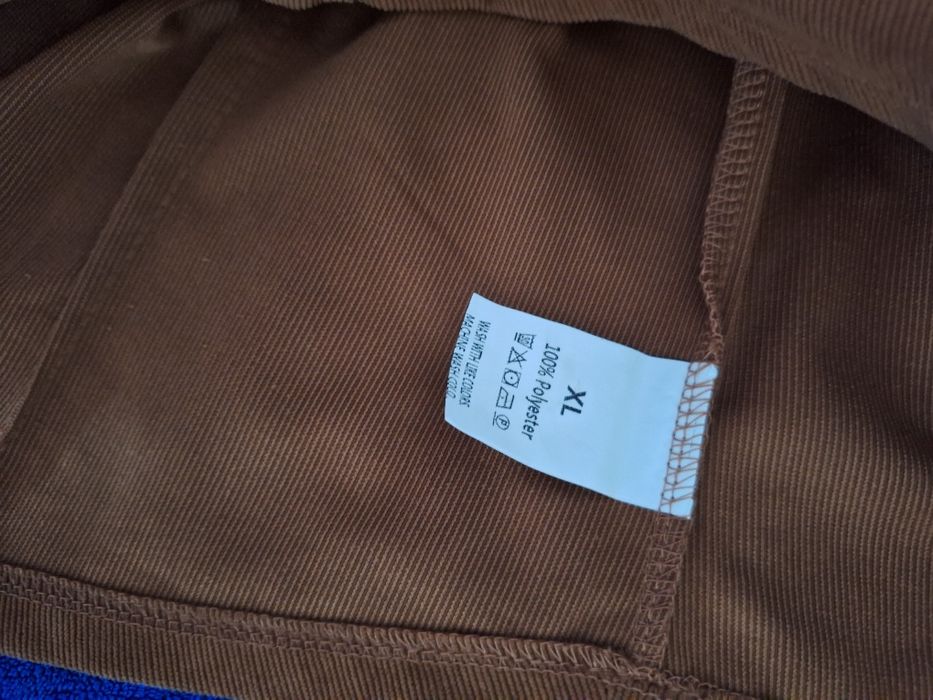 XL
100% Polyester
WASH WITH LIKE COLORS
MACHINE WASH COLD